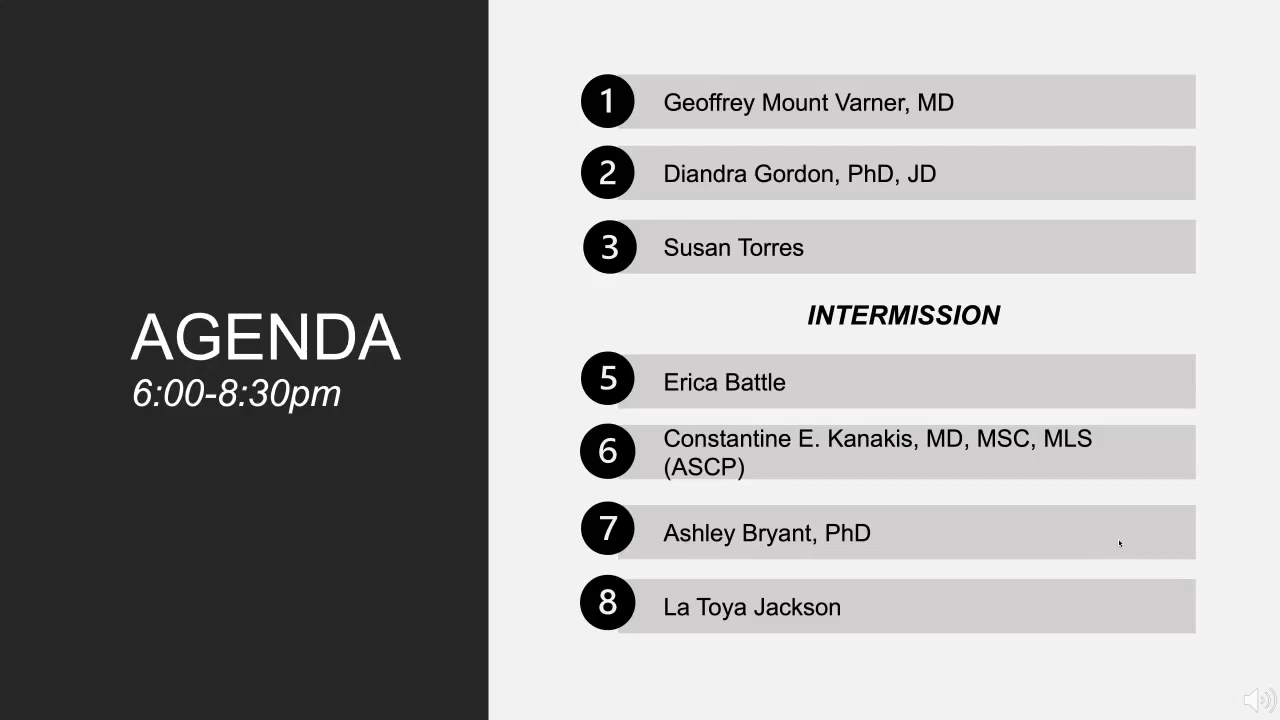 AGENDA
6:00-8:30pm
1 Geoffrey Mount Varner, MD
2 Diandra Gordon, PhD, JD
3 Susan Torres
INTERMISSION
5 Erica Battle
6 Constantine E. Kanakis, MD, MSC, MLS
(ASCP)
7 Ashley Bryant, PhD
8 La Toya Jackson